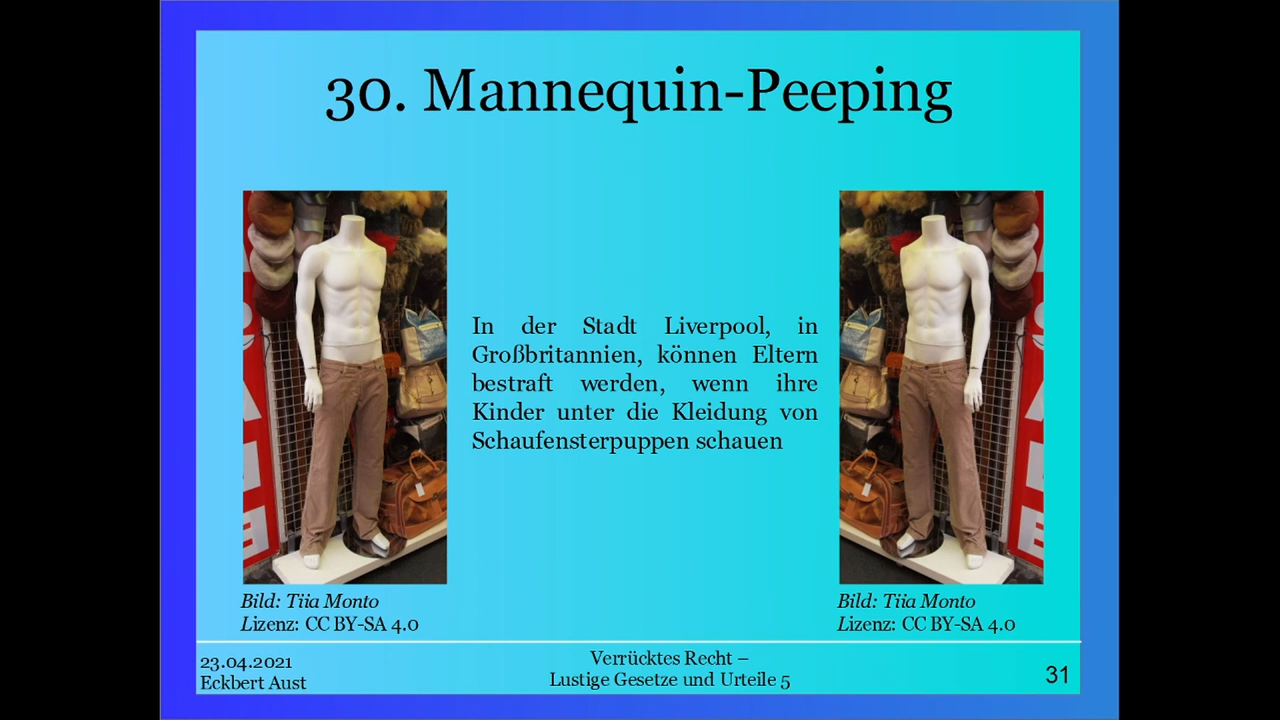 30. Mannequin-Peeping
In der Stadt Liverpool, in
Großbritannien, können Eltern
bestraft werden, wenn ihre
Kinder unter die Kleidung von
Schaufensterpuppen schauen
Bild: Tiia Monto
Lizenz: CC BY-SA 4.0
Bild: Tiia Monto
Lizenz: CC BY-SA 4.0
23.04.2021
Eckbert Aust
Verrücktes Recht –
Lustige Gesetze und Urteile 5
31